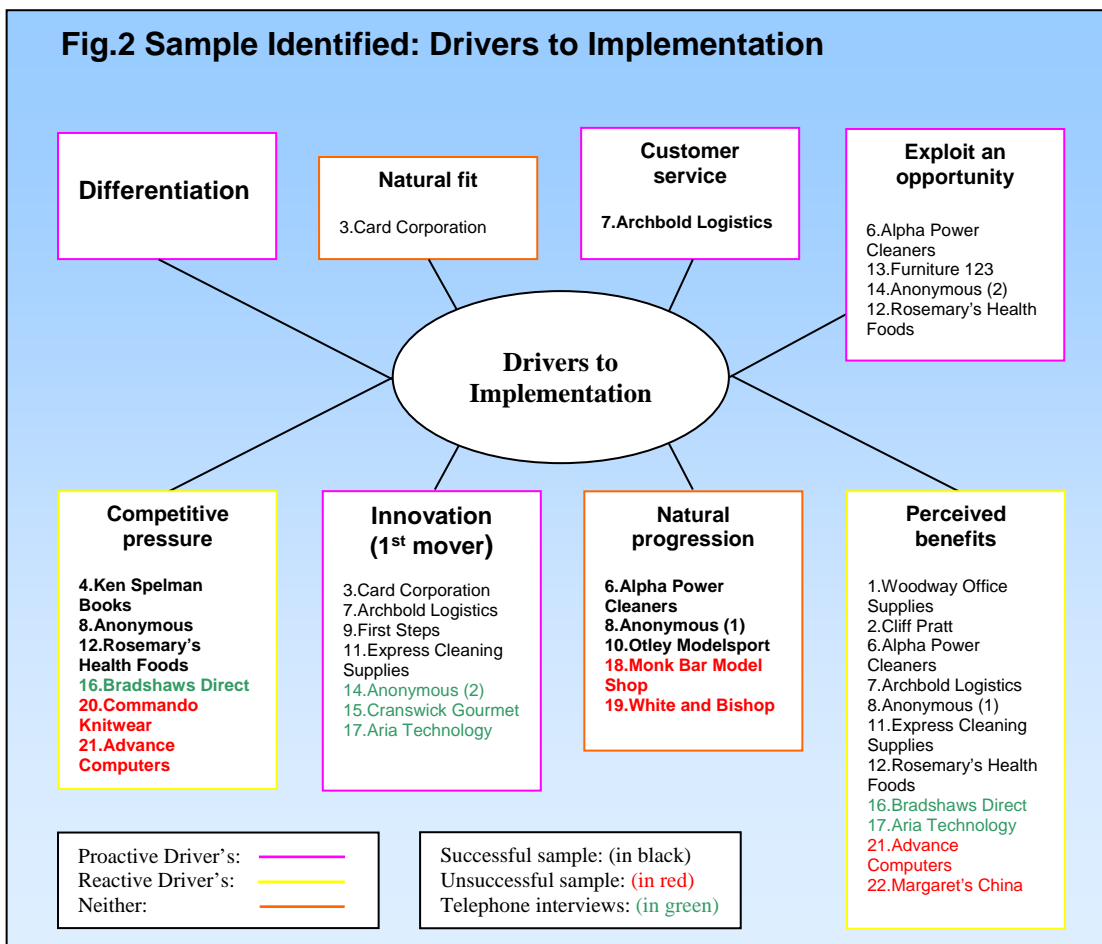 Fig.2 Sample Identified: Drivers to Implementation
Differentiation
Natural fit
3.Card Corporation
Customer
service
7.Archbold Logistics
Exploit an
opportunity
6.Alpha Power
Cleaners
13.Furniture 123
14.Anonymous (2)
12.Rosemary's Health
Foods
Drivers to
Implementation
Competitive
pressure
4.Ken Spelman
Books
8.Anonymous
12.Rosemary's
Health Foods
16.Bradshaws Direct
20.Commando
Knitwear
21.Advance
Computers
Innovation
(1st mover)
3.Card Corporation
7.Archbold Logistics
9.First Steps
11.Express Cleaning
Supplies
14.Anonymous (2)
15.Cranswick Gourmet
17.Aria Technology
Natural
progression
6.Alpha Power
Cleaners
8.Anonymous (1)
10.Otley Modelsport
18.Monk Bar Model
Shop
19.White and Bishop
Perceived
benefits
1.Woodway Office
Supplies
2.Cliff Pratt
6.Alpha Power
Cleaners
7.Archbold Logistics
8.Anonymous (1)
11.Express Cleaning
Supplies
12.Rosemary's Health
Foods
16.Bradshaws Direct
17.Aria Technology
21.Advance
Computers
22.Margaret's China
Proactive Driver's:
Reactive Driver's:
Neither:
Successful sample: (in black)
Unsuccessful sample: (in red)
Telephone interviews: (in green)